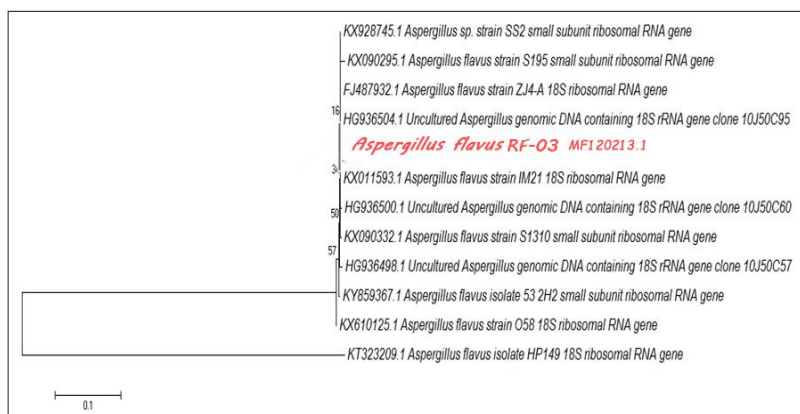 KX928745.1 Aspergillus sp. strain SS2 small subunit ribosomal RNA gene
KX090295.1 Aspergillus flavus strain S195 small subunit ribosomal RNA gene
FJ487932.1 Aspergillus flavus strain ZJ4-A 18S ribosomal RNA gene
16
HG936504.1 Uncultured Aspergillus genomic DNA containing 18S rRNA gene clone 10J50C95
Aspergillus flavus RF-03 MF120213.1
3
KX011593.1 Aspergillus flavus strain IM21 18S ribosomal RNA gene
HG936500.1 Uncultured Aspergillus genomic DNA containing 18S rRNA gene clone 10J50C60
50
KX090332.1 Aspergillus flavus strain S1310 small subunit ribosomal RNA gene
57
HG936498.1 Uncultured Aspergillus genomic DNA containing 18S rRNA gene clone 10J50C57
KY859367.1 Aspergillus flavus isolate 53 2H2 small subunit ribosomal RNA gene
KX610125.1 Aspergillus flavus strain O58 18S ribosomal RNA gene
KT323209.1 Aspergillus flavus isolate HP149 18S ribosomal RNA gene
0.1